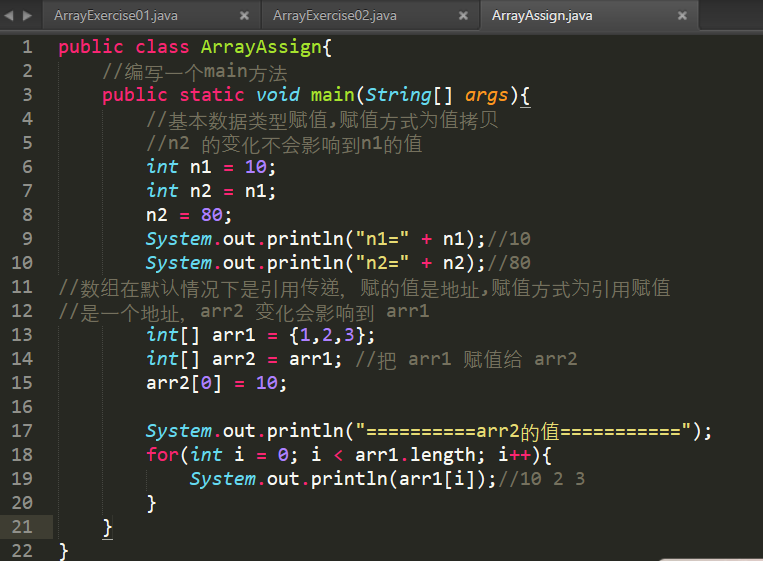 ArrayExercise01.java × ArrayExercise02.java × ArrayAssign.java ×
1 public class ArrayAssign{
2 //编写一个main方法
3 public static void main(String[] args){
4 //基本数据类型赋值,赋值方式为值拷贝
5 //n2 的变化不会影响到n1的值
6 int n1 = 10;
7 int n2 = n1;
8 n2 = 80;
9 System.out.println("n1=" + n1);//10
10 System.out.println("n2=" + n2);//80
11 //数组在默认情况下是引用传递，赋的值是地址,赋值方式为引用赋值
12 //是一个地址，arr2 变化会影响到 arr1
13 int[] arr1 = {1,2,3};
14 int[] arr2 = arr1; //把 arr1 赋值给 arr2
15 arr2[0] = 10;
16
17 System.out.println("==========arr2的值===========");
18 for(int i = 0; i < arr1.length; i++){
19 System.out.println(arr1[i]);//10 2 3
20 }
21 }
22 }